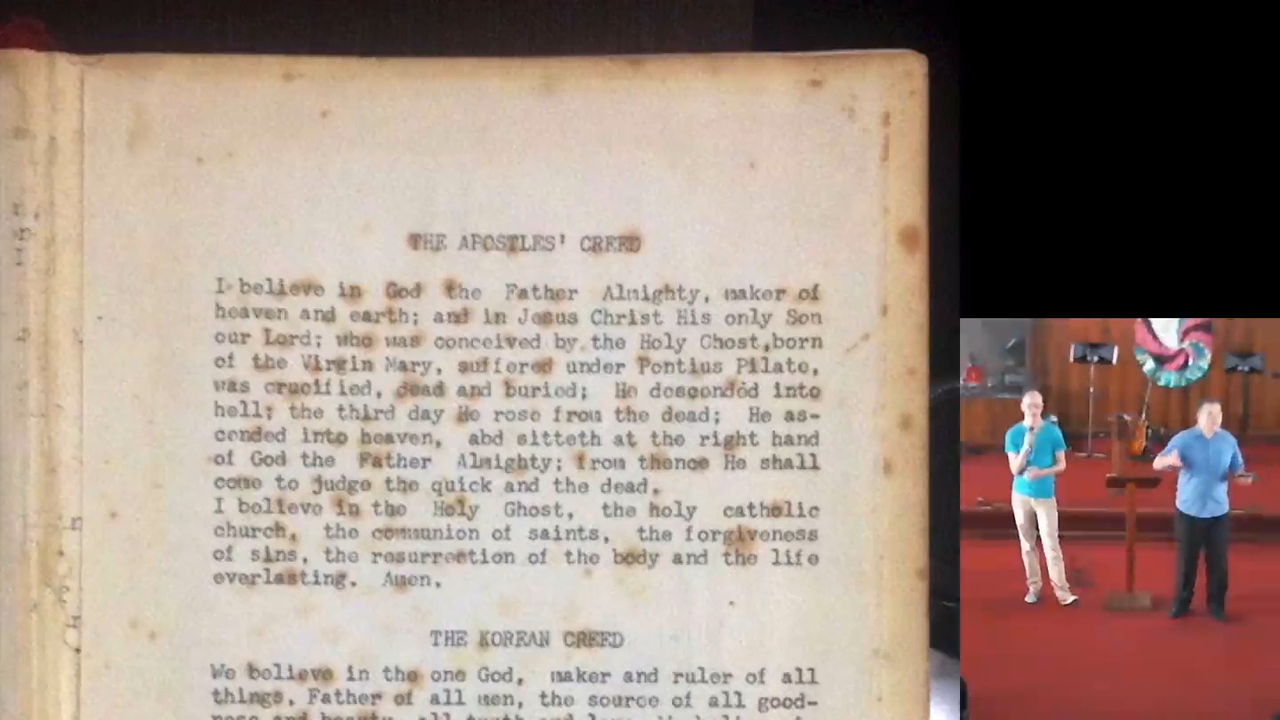 THE APOSTLES' CREED
I believe in God the Father Almighty, maker of
heaven and earth; and in Jesus Christ His only Son
our Lord; who was conceived by the Holy Ghost,born
of the Virgin Mary, suffered under Pontius Pilate,
was crucified, dead and buried; He descended into
hell; the third day He rose from the dead; He as-
cended into heaven, abd sitteth at the right hand
of God the Father Almighty; from thence He shall
come to judge the quick and the dead.
I believe in the Holy Ghost, the holy catholic
church, the communion of saints, the forgiveness
of sins, the resurrection of the body and the life
everlasting. Amen.
THE KOREAN CREED
We believe in the one God, maker and ruler of all
things, Father of all men, the source of all good-